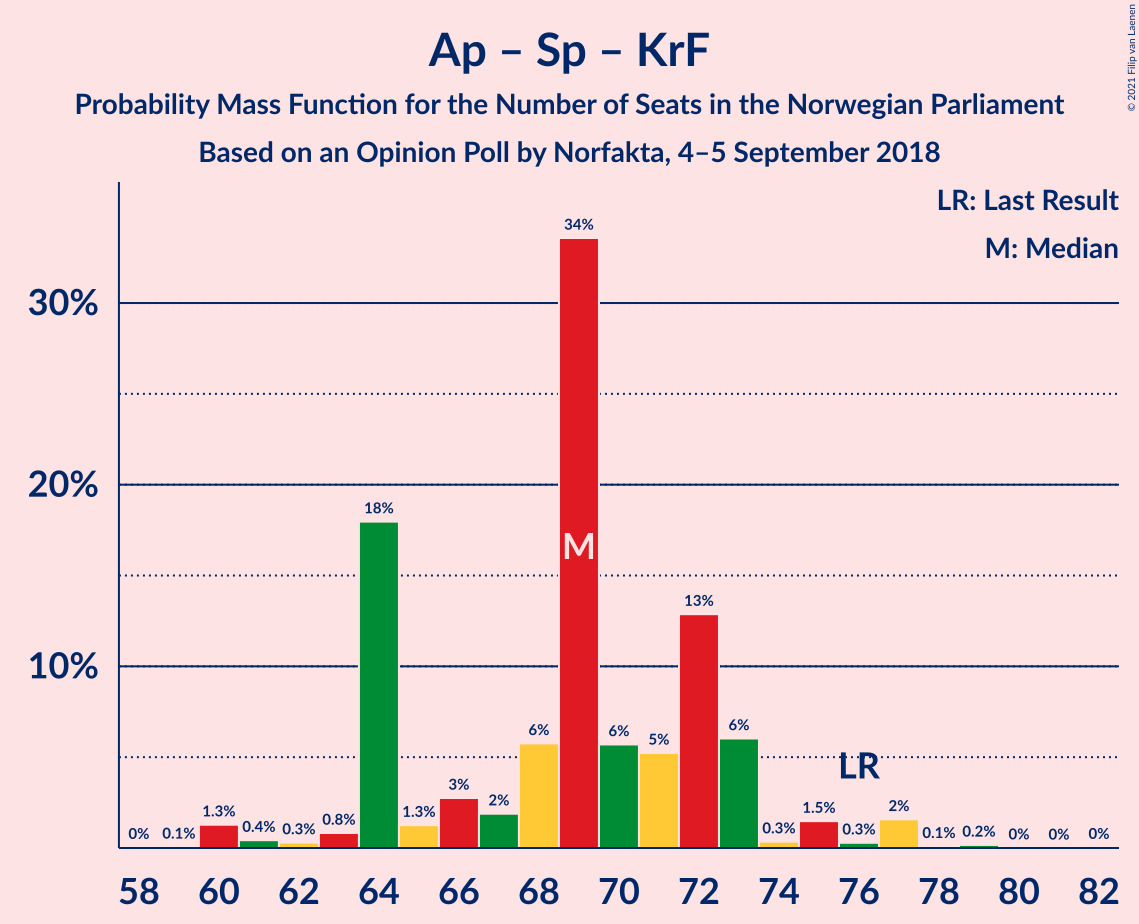 Ap – Sp – KrF
Probability Mass Function for the Number of Seats in the Norwegian Parliament
Based on an Opinion Poll by Norfakta, 4–5 September 2018
© 2021 Filip van Laenen
LR: Last Result
M: Median
30%
20%
10%
0% 0.1% 1.3% 0.4% 0.3% 0.8% 18% 1.3% 3% 2% 6% 34% 6% 5% 13% 6% 0.3% 1.5% 0.3% 2% 0.1% 0.2% 0% 0% 0%
M
LR
58 60 62 64 66 68 70 72 74 76 78 80 82